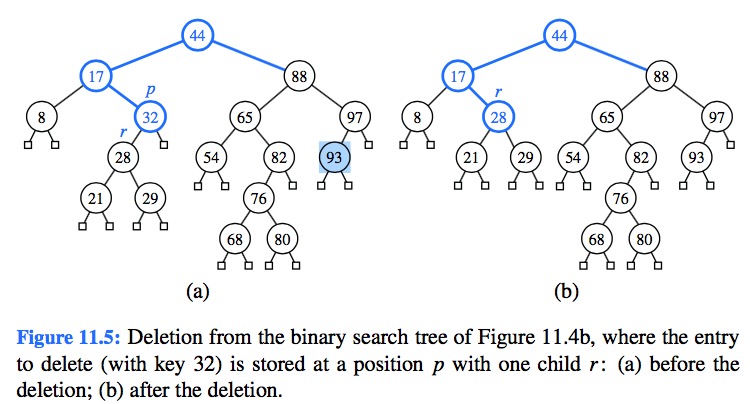 44 44
17 p 88 17 r 88
8 32 65 97 8 28 65 97
r
28 54 82 93 21 29 54 82 93
21 29 76 76
68 80 68 80
(a) (b)
Figure 11.5: Deletion from the binary search tree of Figure 11.4b, where the entry
to delete (with key 32) is stored at a position p with one child r: (a) before the
deletion; (b) after the deletion.